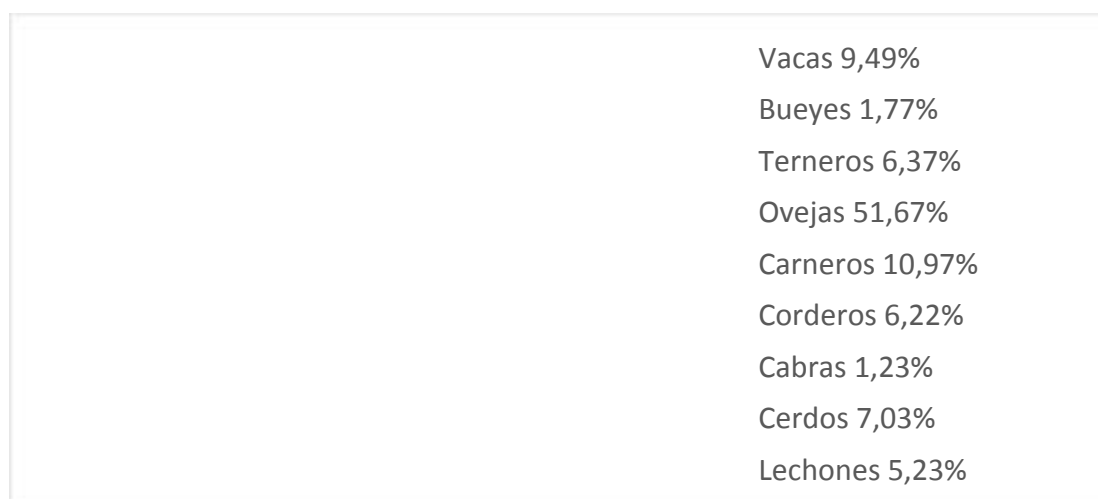 Vacas 9,49%
Bueyes 1,77%
Terneros 6,37%
Ovejas 51,67%
Carneros 10,97%
Corderos 6,22%
Cabras 1,23%
Cerdos 7,03%
Lechones 5,23%